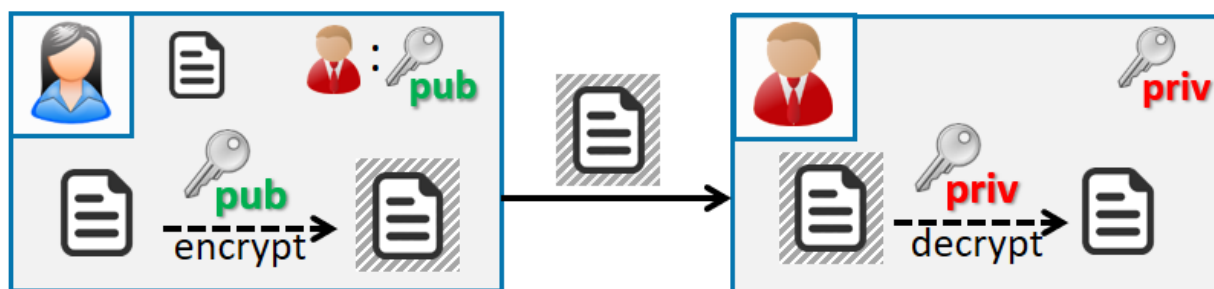 : pub
priv
pub
encrypt
priv
decrypt